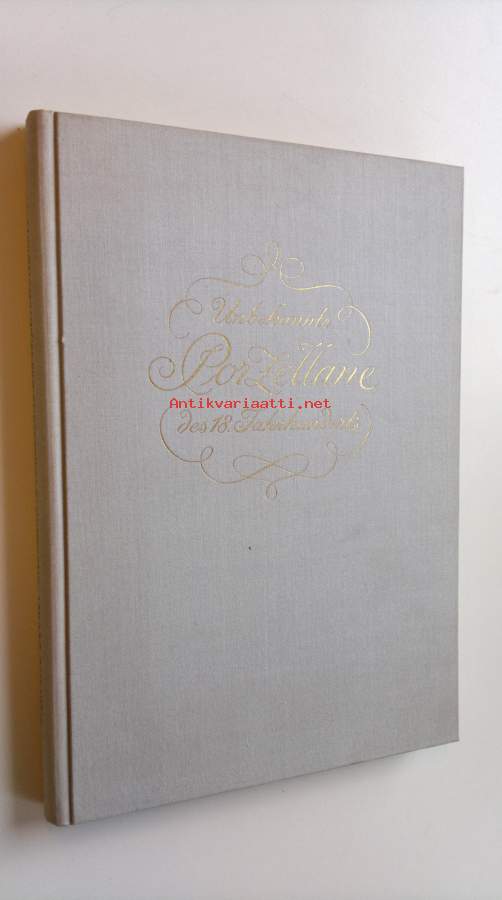 Unbekannte
Porzellane
Antikvariaatti.net
des 18. Jahrhunderts